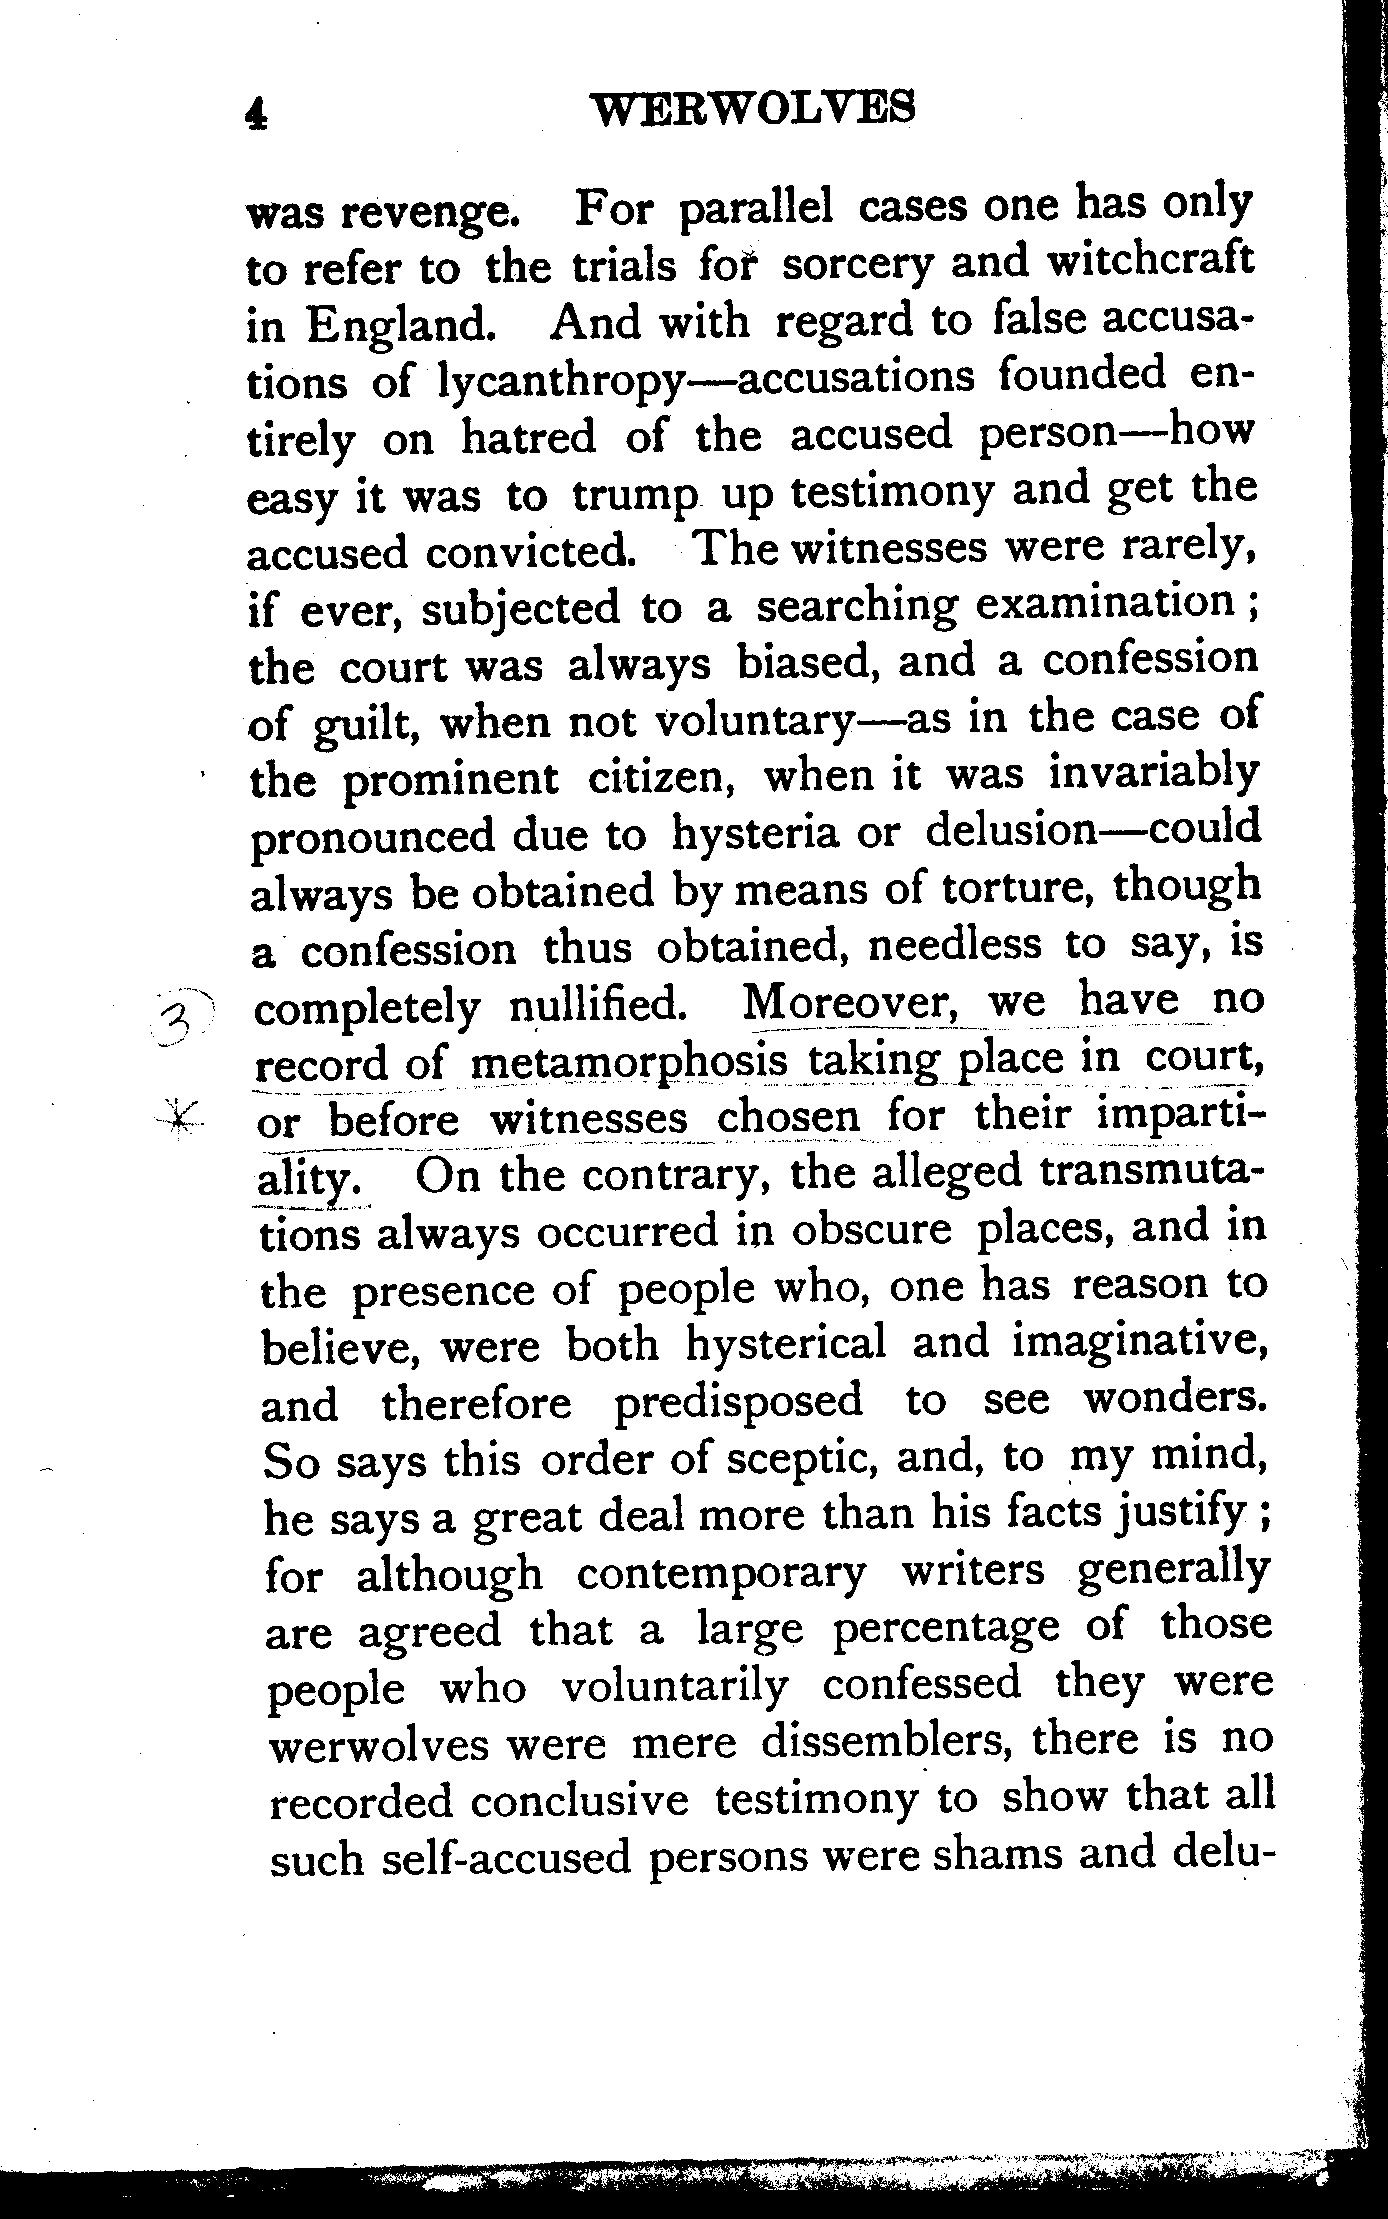 4 WERWOLVES
was revenge. For parallel cases one has only
to refer to the trials for sorcery and witchcraft
in England. And with regard to false accusa-
tions of lycanthropy—accusations founded en-
tirely on hatred of the accused person—how
easy it was to trump up testimony and get the
accused convicted. The witnesses were rarely,
if ever, subjected to a searching examination ;
the court was always biased, and a confession
of guilt, when not voluntary—as in the case of
the prominent citizen, when it was invariably
pronounced due to hysteria or delusion—could
always be obtained by means of torture, though
a confession thus obtained, needless to say, is
3 completely nullified. Moreover, we have no
record of metamorphosis taking place in court,
* or before witnesses chosen for their imparti-
ality. On the contrary, the alleged transmuta-
tions always occurred in obscure places, and in
the presence of people who, one has reason to
believe, were both hysterical and imaginative,
and therefore predisposed to see wonders.
So says this order of sceptic, and, to my mind,
he says a great deal more than his facts justify ;
for although contemporary writers generally
are agreed that a large percentage of those
people who voluntarily confessed they were
werwolves were mere dissemblers, there is no
recorded conclusive testimony to show that all
such self-accused persons were shams and delu-